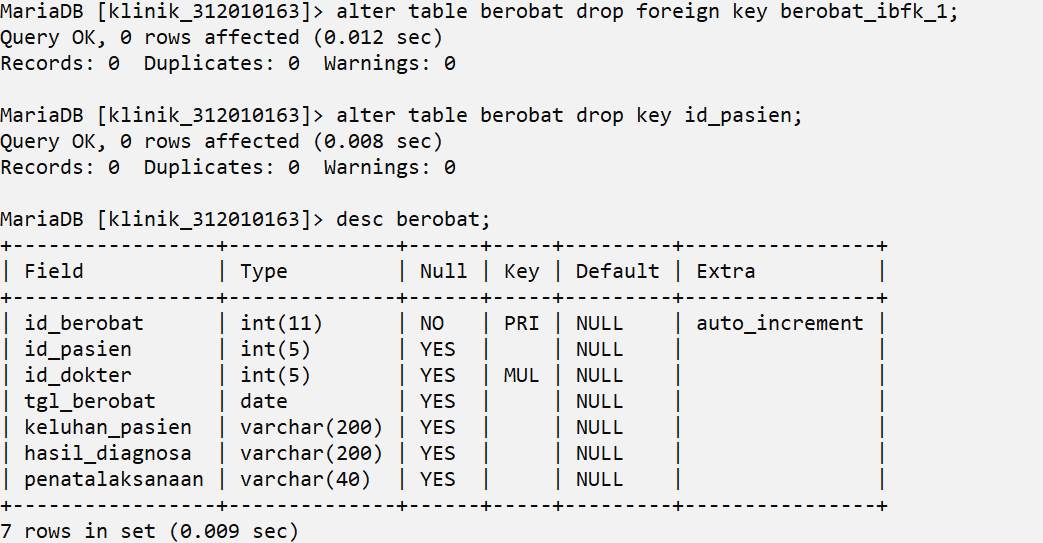 MariaDB [klinik_312010163]> alter table berobat drop foreign key berobat_ibfk_1;
Query OK, 0 rows affected (0.012 sec)
Records: 0  Duplicates: 0  Warnings: 0

MariaDB [klinik_312010163]> alter table berobat drop key id_pasien;
Query OK, 0 rows affected (0.008 sec)
Records: 0  Duplicates: 0  Warnings: 0

MariaDB [klinik_312010163]> desc berobat;
+-----------------+--------------+------+-----+---------+----------------+
| Field           | Type         | Null | Key | Default | Extra          |
+-----------------+--------------+------+-----+---------+----------------+
| id_berobat      | int(11)      | NO   | PRI | NULL    | auto_increment |
| id_pasien       | int(5)       | YES  |     | NULL    |                |
| id_dokter       | int(5)       | YES  | MUL | NULL    |                |
| tgl_berobat     | date         | YES  |     | NULL    |                |
| keluhan_pasien  | varchar(200) | YES  |     | NULL    |                |
| hasil_diagnosa  | varchar(200) | YES  |     | NULL    |                |
| penatalaksanaan | varchar(40)  | YES  |     | NULL    |                |
+-----------------+--------------+------+-----+---------+----------------+
7 rows in set (0.009 sec)